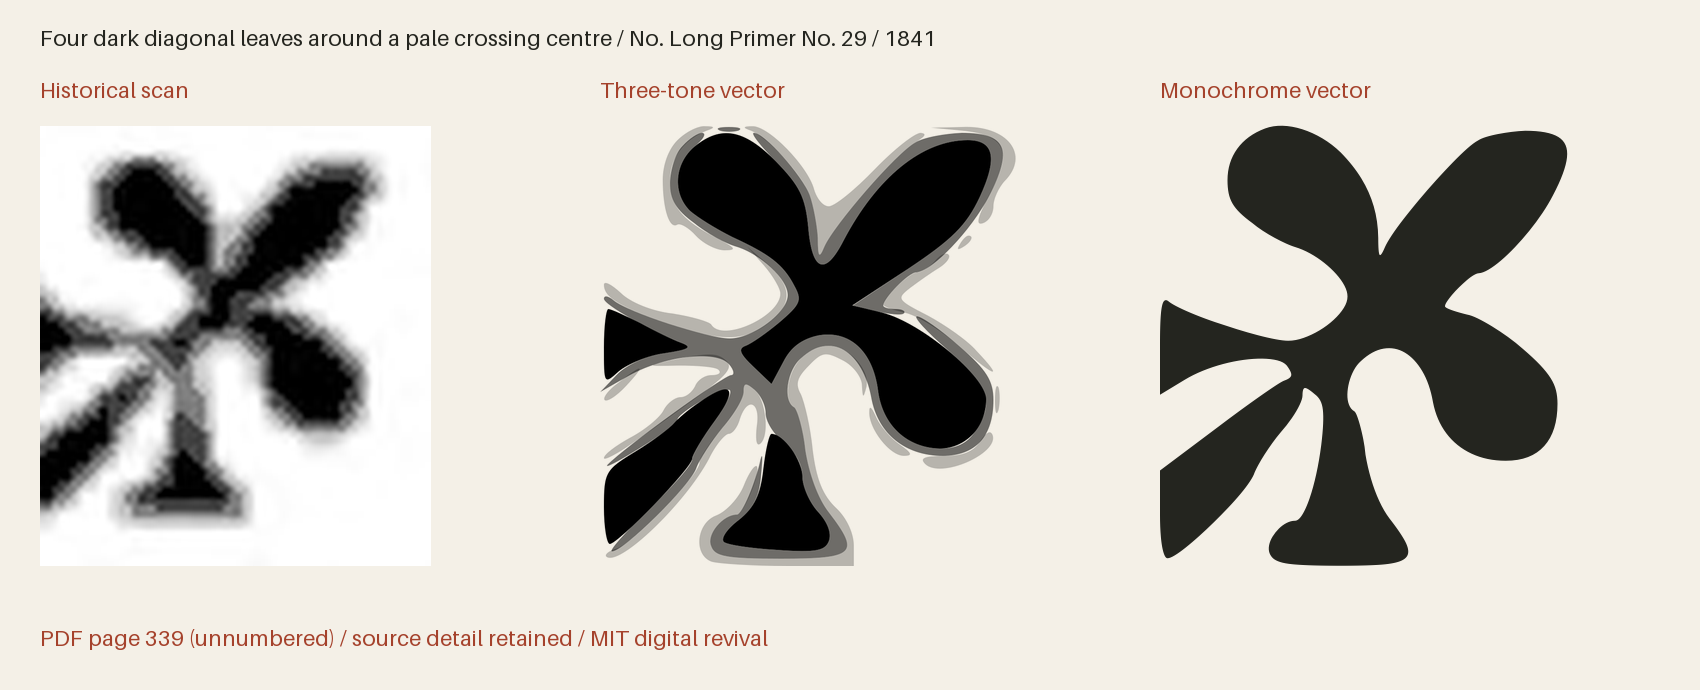 Four dark diagonal leaves around a pale crossing centre / No. Long Primer No. 29 / 1841
Historical scan
Three-tone vector
Monochrome vector
PDF page 339 (unnumbered) / source detail retained / MIT digital revival